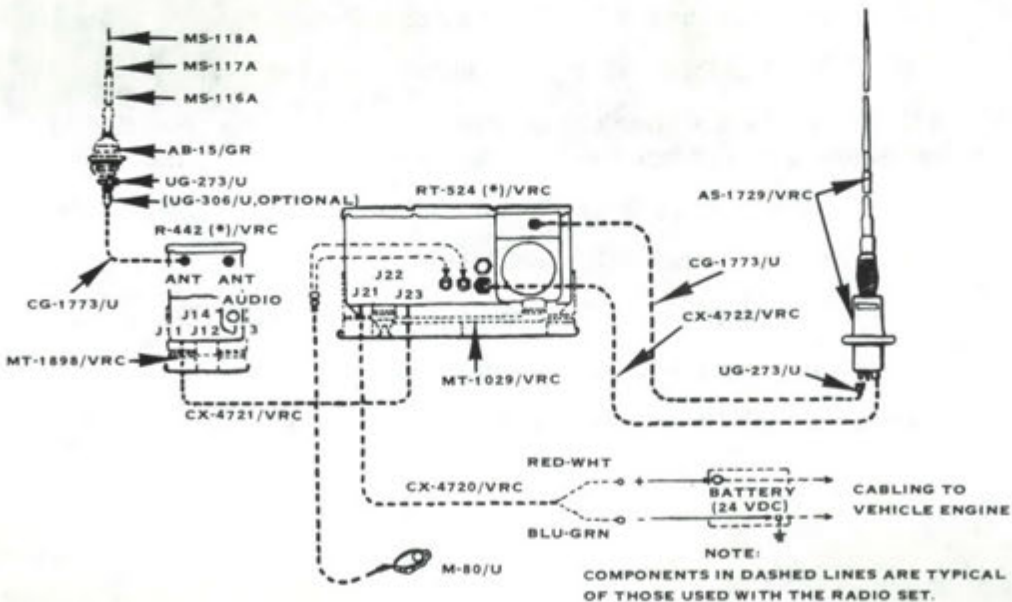 MS-118A
MS-117A
MS-116A
AB-15/GR
UG-273/U
(UG-306/U,OPTIONAL)
R-442 (*)/VRC
ANT ANT
AUDIO
J14
J11 J12 3
CG-1773/U
MT-1898/VRC
CX-4721/VRC
RT-524 (*)/VRC
J22
J21 J23
MT-1029/VRC
AS-1729/VRC
CG-1773/U
CX-4722/VRC
UG-273/U
RED-WHT
CX-4720/VRC
BLU-GRN
+
-
BATTERY
(24 VDC)
CABLING TO
VEHICLE ENGINE
M-80/U
NOTE:
COMPONENTS IN DASHED LINES ARE TYPICAL
OF THOSE USED WITH THE RADIO SET.